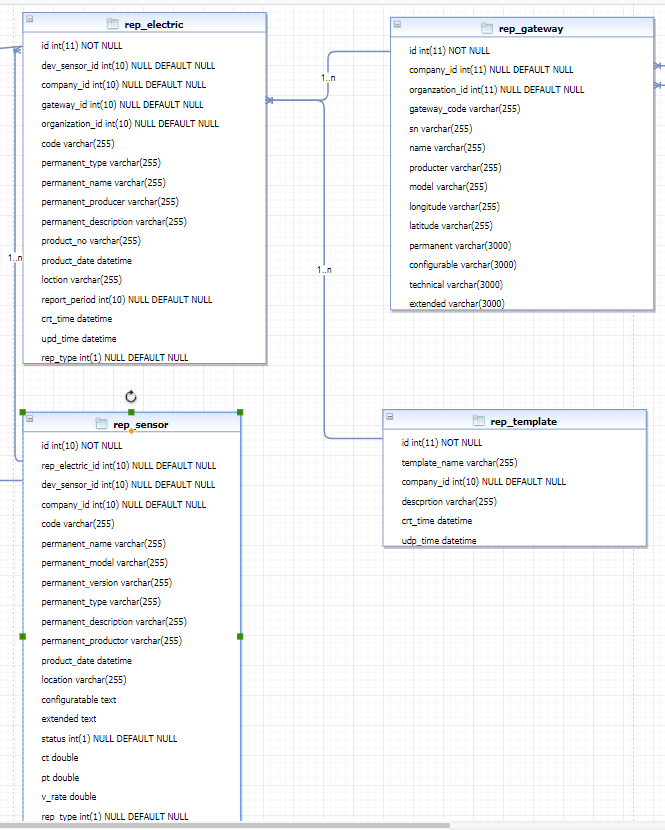 rep_electric
id int(11) NOT NULL
dev_sensor_id int(10) NULL DEFAULT NULL
company_id int(10) NULL DEFAULT NULL
gateway_id int(10) NULL DEFAULT NULL
organization_id int(10) NULL DEFAULT NULL
code varchar(255)
permanent_type varchar(255)
permanent_name varchar(255)
permanent_producer varchar(255)
permanent_description varchar(255)
product_no varchar(255)
product_date datetime
loction varchar(255)
report_period int(10) NULL DEFAULT NULL
crt_time datetime
upd_time datetime
rep_type int(1) NULL DEFAULT NULL
1..n
rep_gateway
id int(11) NOT NULL
company_id int(11) NULL DEFAULT NULL
organzation_id int(11) NULL DEFAULT NULL
gateway_code varchar(255)
sn varchar(255)
name varchar(255)
producter varchar(255)
model varchar(255)
longitude varchar(255)
latitude varchar(255)
permanent varchar(3000)
configurable varchar(3000)
technical varchar(3000)
extended varchar(3000)
1..n
1..n
rep_sensor
id int(10) NOT NULL
rep_electric_id int(10) NULL DEFAULT NULL
dev_sensor_id int(10) NULL DEFAULT NULL
company_id int(10) NULL DEFAULT NULL
code varchar(255)
permanent_name varchar(255)
permanent_model varchar(255)
permanent_version varchar(255)
permanent_type varchar(255)
permanent_description varchar(255)
permanent_productor varchar(255)
product_date datetime
location varchar(255)
configuratable text
extended text
status int(1) NULL DEFAULT NULL
ct double
pt double
v_rate double
rep_type int(1) NULL DEFAULT NULL
rep_template
id int(11) NOT NULL
template_name varchar(255)
company_id int(10) NULL DEFAULT NULL
descprtion varchar(255)
crt_time datetime
udp_time datetime